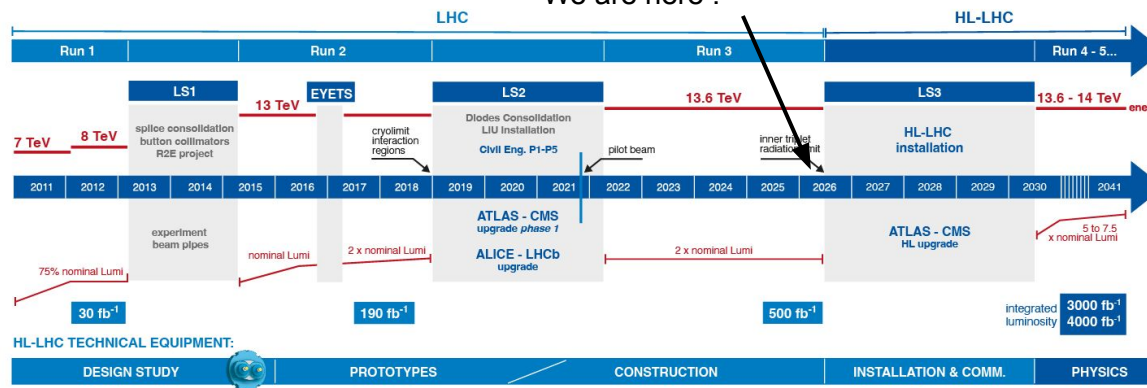 We are here !
LHC
HL-LHC
Run 1
Run 2
Run 3
Run 4 - 5...
LS1
EYETS
LS2
LS3
13.6 TeV
13.6 - 14 TeV
13 TeV
Diodes Consolidation
LIU Installation
Civil Eng. P1-P5
splice consolidation
button collimators
R2E project
cryolimit
interaction
regions
7 TeV
8 TeV
pilot beam
inner triplet
radiation
HL-LHC
installation
2011 2012 2013 2014 2015 2016 2017 2018 2019 2020 2021 2022 2023 2024 2025 2026 2027 2028 2029 2030 2041
experiment
beam pipes
ATLAS - CMS
upgrade phase 1
ALICE - LHCb
upgrade
ATLAS - CMS
HL upgrade
75% nominal Lumi
nominal Lumi
2 x nominal Lumi
2 x nominal Lumi
5 to 7.5
x nominal Lumi
30 fb-1
190 fb-1
500 fb-1
integrated
luminosity
3000 fb-1
4000 fb-1
HL-LHC TECHNICAL EQUIPMENT:
DESIGN STUDY
PROTOTYPES
CONSTRUCTION
INSTALLATION & COMM.
PHYSICS